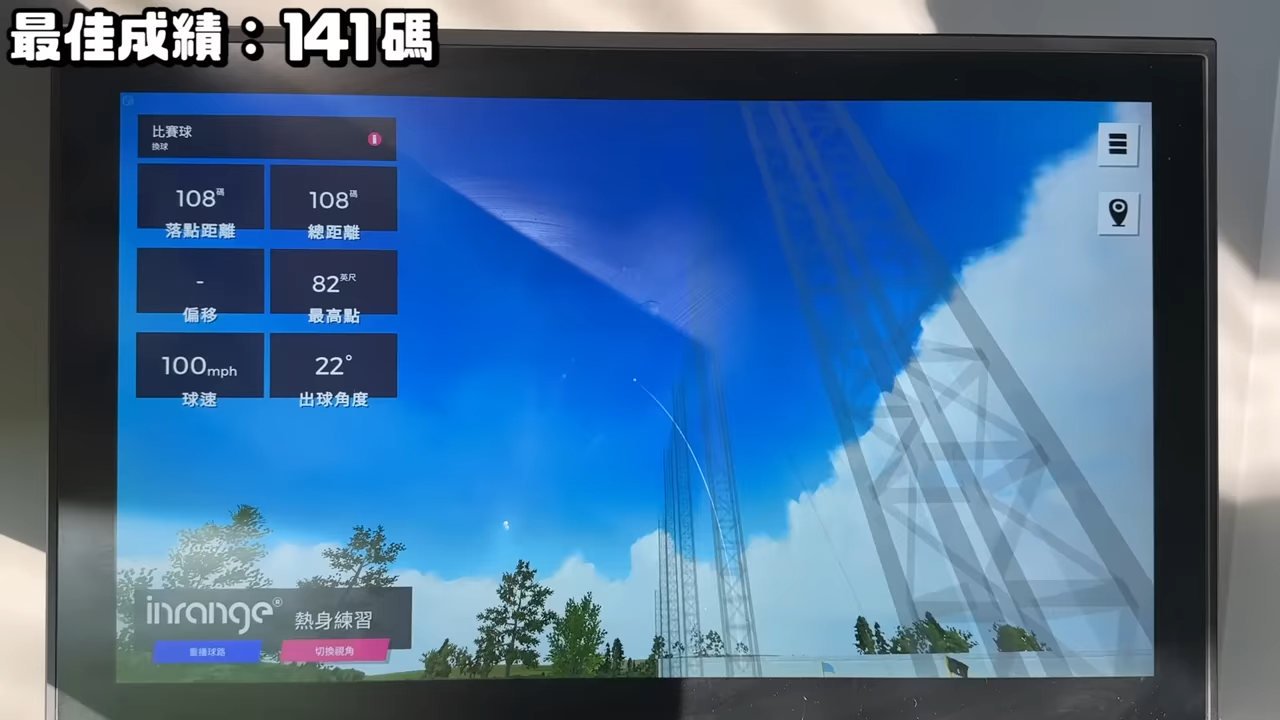 最佳成績：141碼
比賽球
換球
108碼
落點距離
108碼
總距離
-
偏移
82英尺
最高點
100mph
球速
22°
出球角度
inrange®
熱身練習
重播球路
切換視角